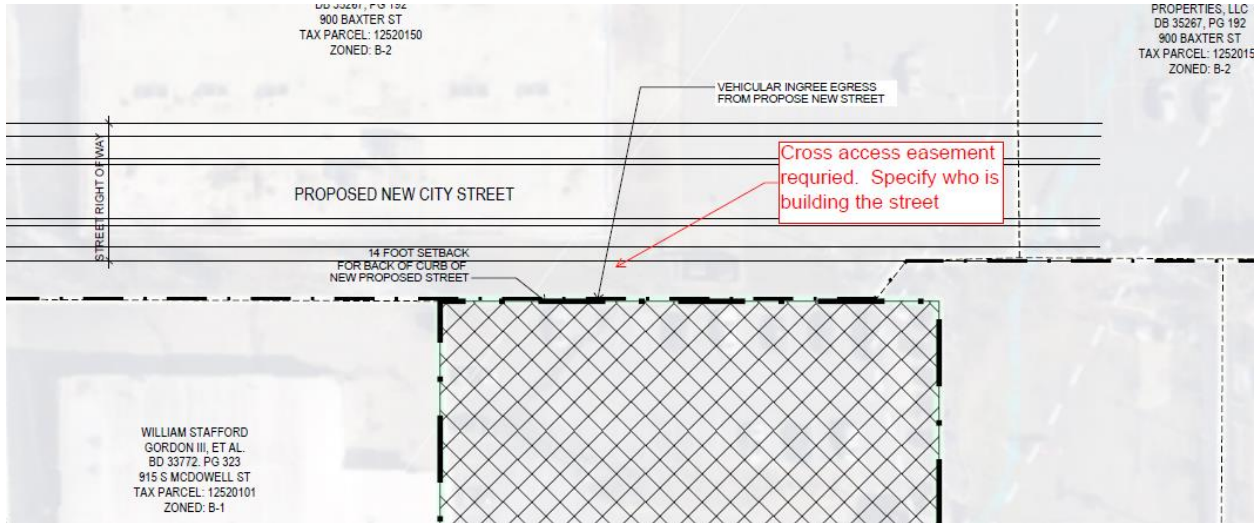 DB 35267, PG 192
900 BAXTER ST
TAX PARCEL: 12520150
ZONED: B-2
PROPERTIES, LLC
DB 35267, PG 192
900 BAXTER ST
TAX PARCEL: 1252015
ZONED: B-2
VEHICULAR INGREE EGRESS
FROM PROPOSE NEW STREET
STREET RIGHT OF WAY
Cross access easement
requried. Specify who is
building the street
PROPOSED NEW CITY STREET
14 FOOT SETBACK
FOR BACK OF CURB OF
NEW PROPOSED STREET
WILLIAM STAFFORD
GORDON III, ET AL.
BD 33772. PG 323
915 S MCDOWELL ST
TAX PARCEL: 12520101
ZONED: B-1